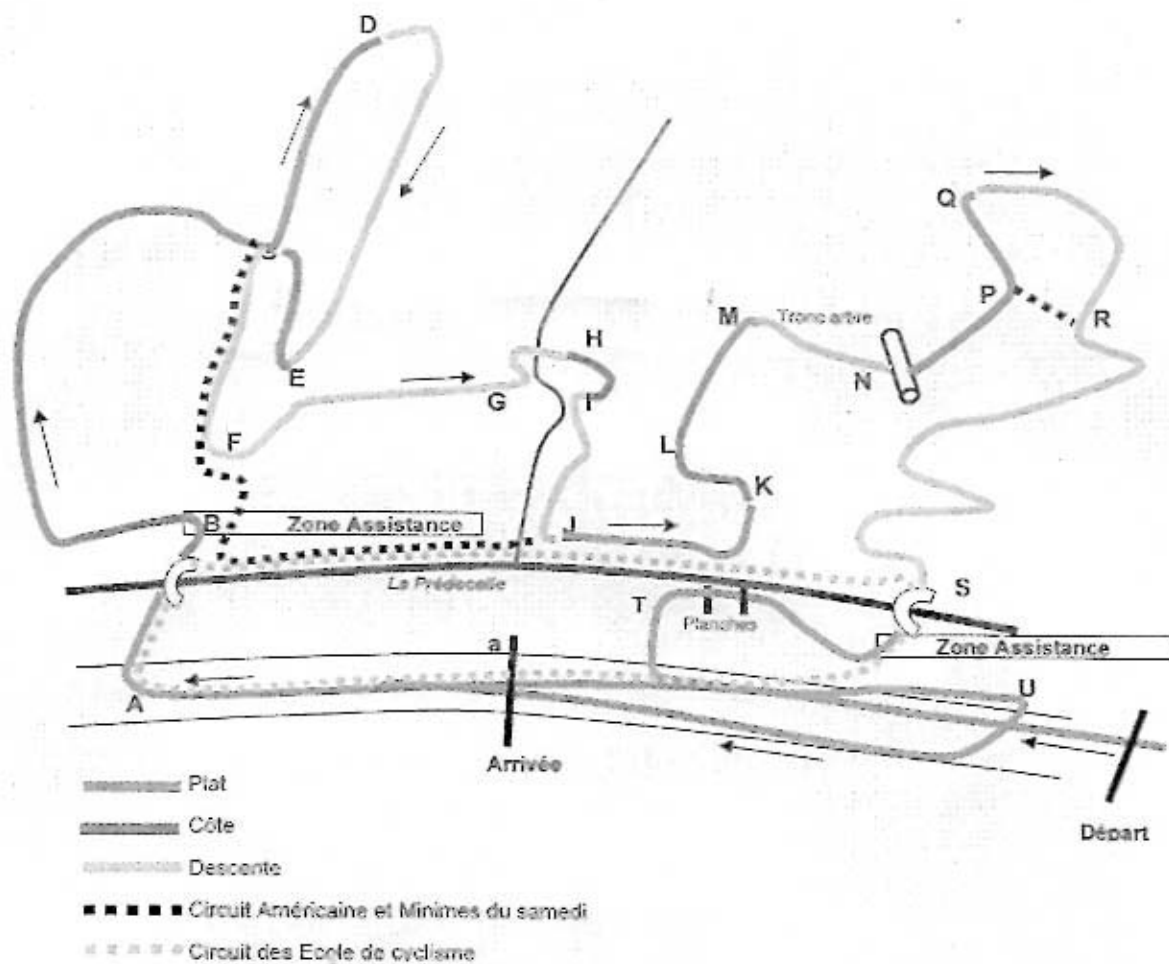 D
Q
H
M
Tronc arbre
P
R
E
G
I
N
F
L
K
B
Zone Assistance
J
La Prédecelle
S
T
Planches
a
Zone Assistance
A
U
Arrivée
Départ
Plat
Côte
Descente
Circuit Américaine et Minimes du samedi
Circuit des Ecole de cyclisme